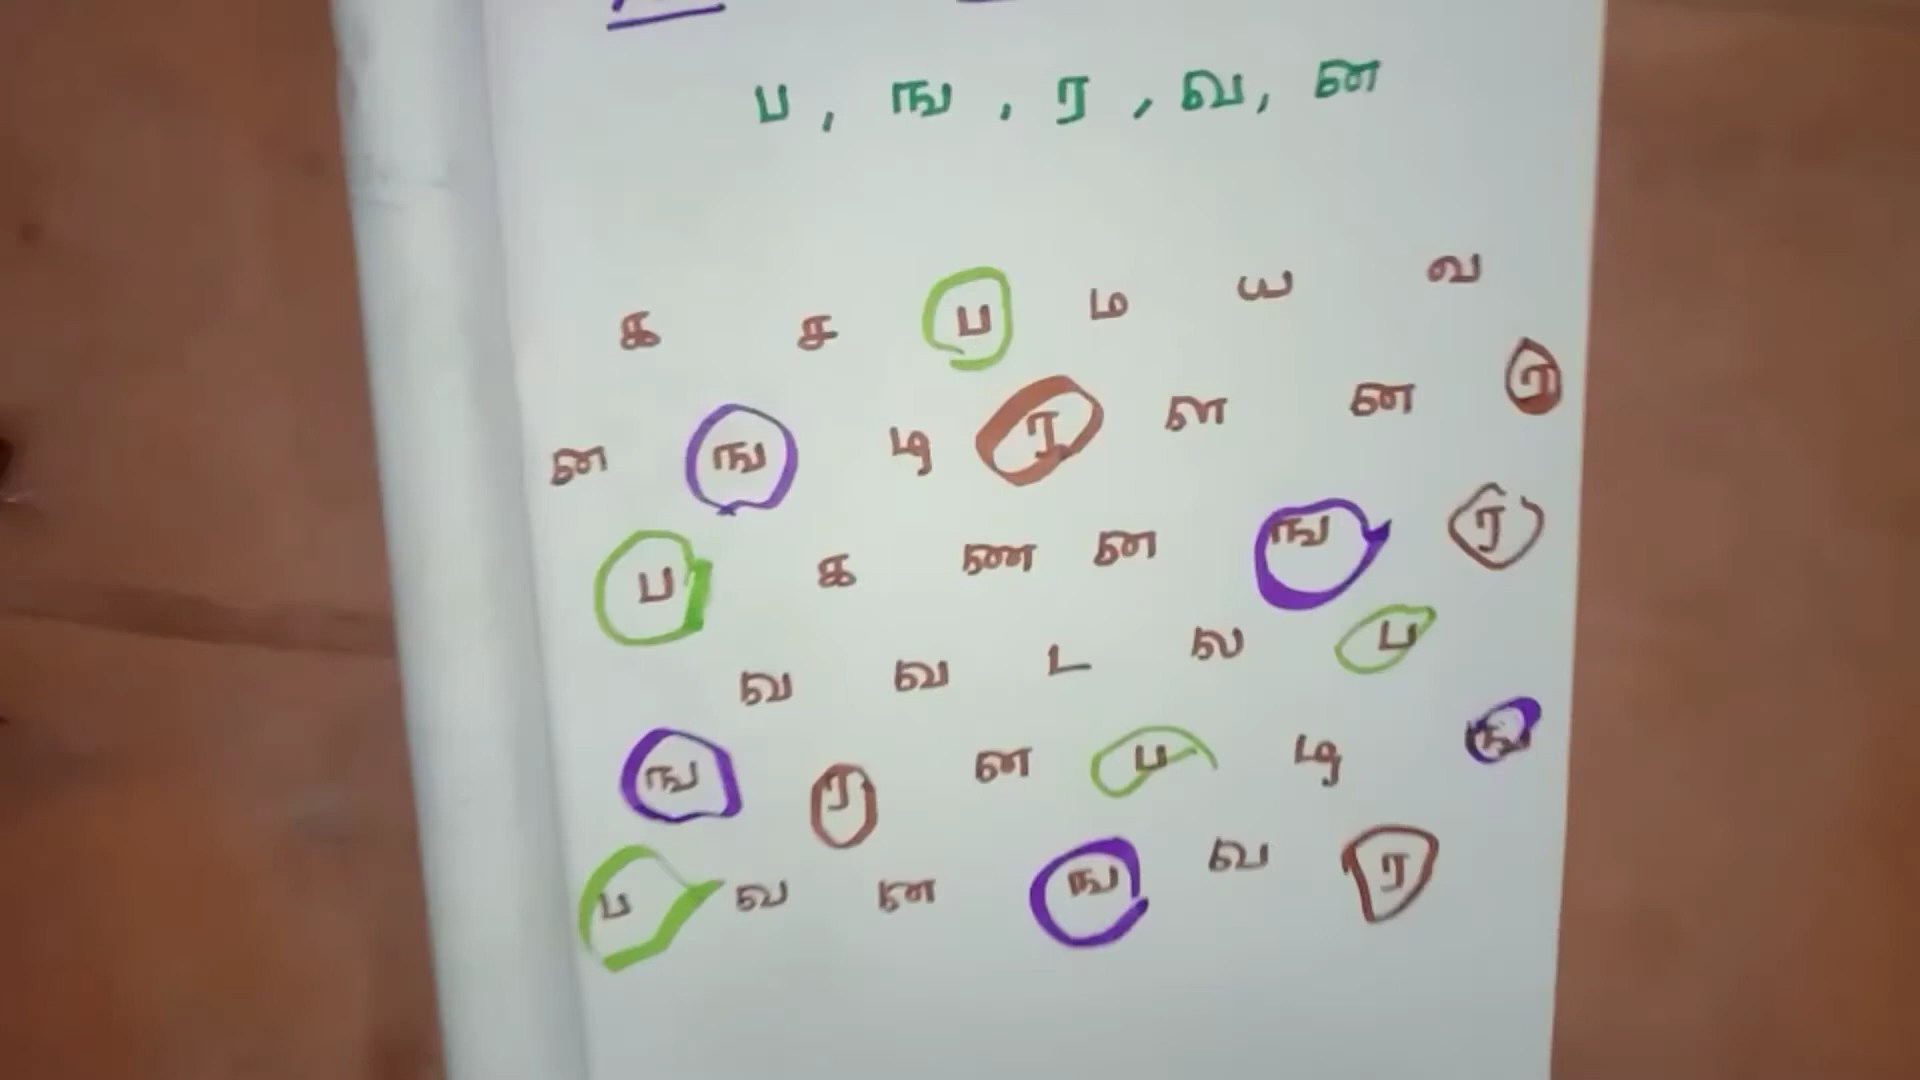 ப , ங , ர , வ , ன
க ச ப ம ய வ
ன ங டி ர ள ன ர
ப க ண ன ங ர
வ வ ட ல ப
ங ர ன ப டி ங
ப வ ன ங வ ர